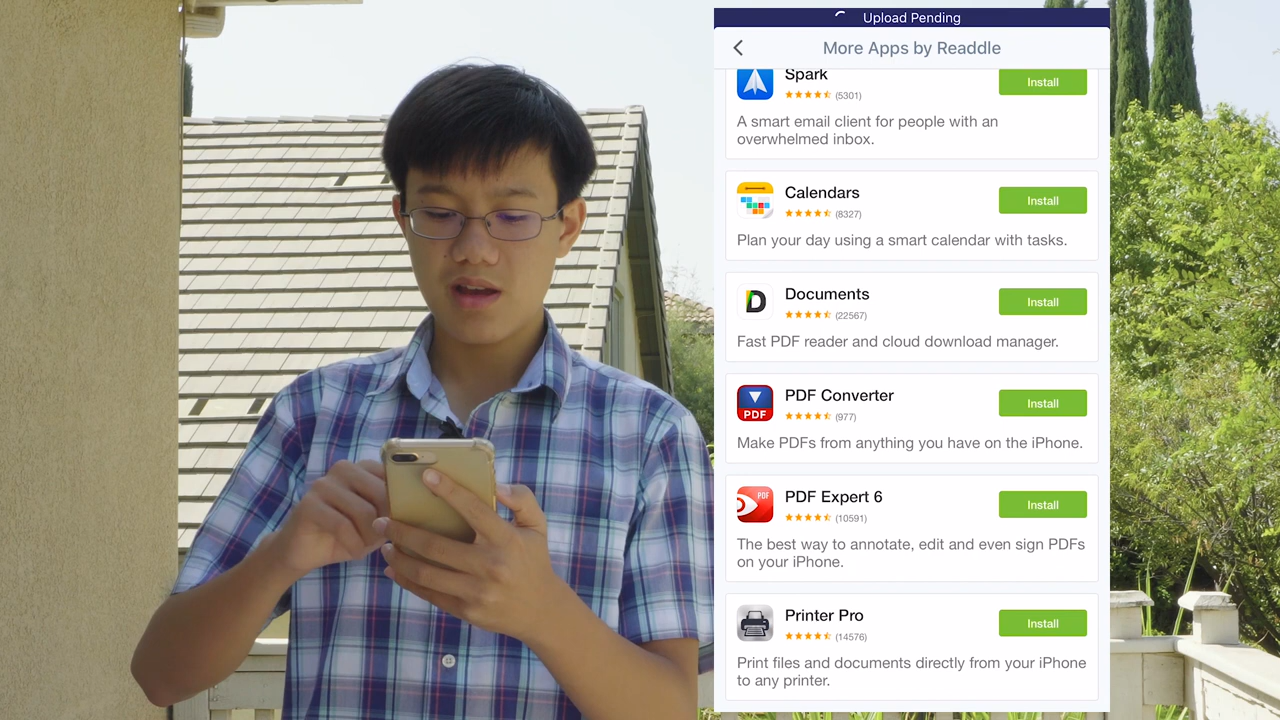 Upload Pending
More Apps by Readdle
Spark
Install
(5301)
A smart email client for people with an
overwhelmed inbox.
Calendars
Install
(8327)
Plan your day using a smart calendar with tasks.
D
Documents
Install
(22567)
Fast PDF reader and cloud download manager.
PDF
PDF Converter
Install
(977)
Make PDFs from anything you have on the iPhone.
PDF
PDF Expert 6
Install
(10591)
The best way to annotate, edit and even sign PDFs
on your iPhone.
Printer Pro
Install
(14576)
Print files and documents directly from your iPhone
to any printer.